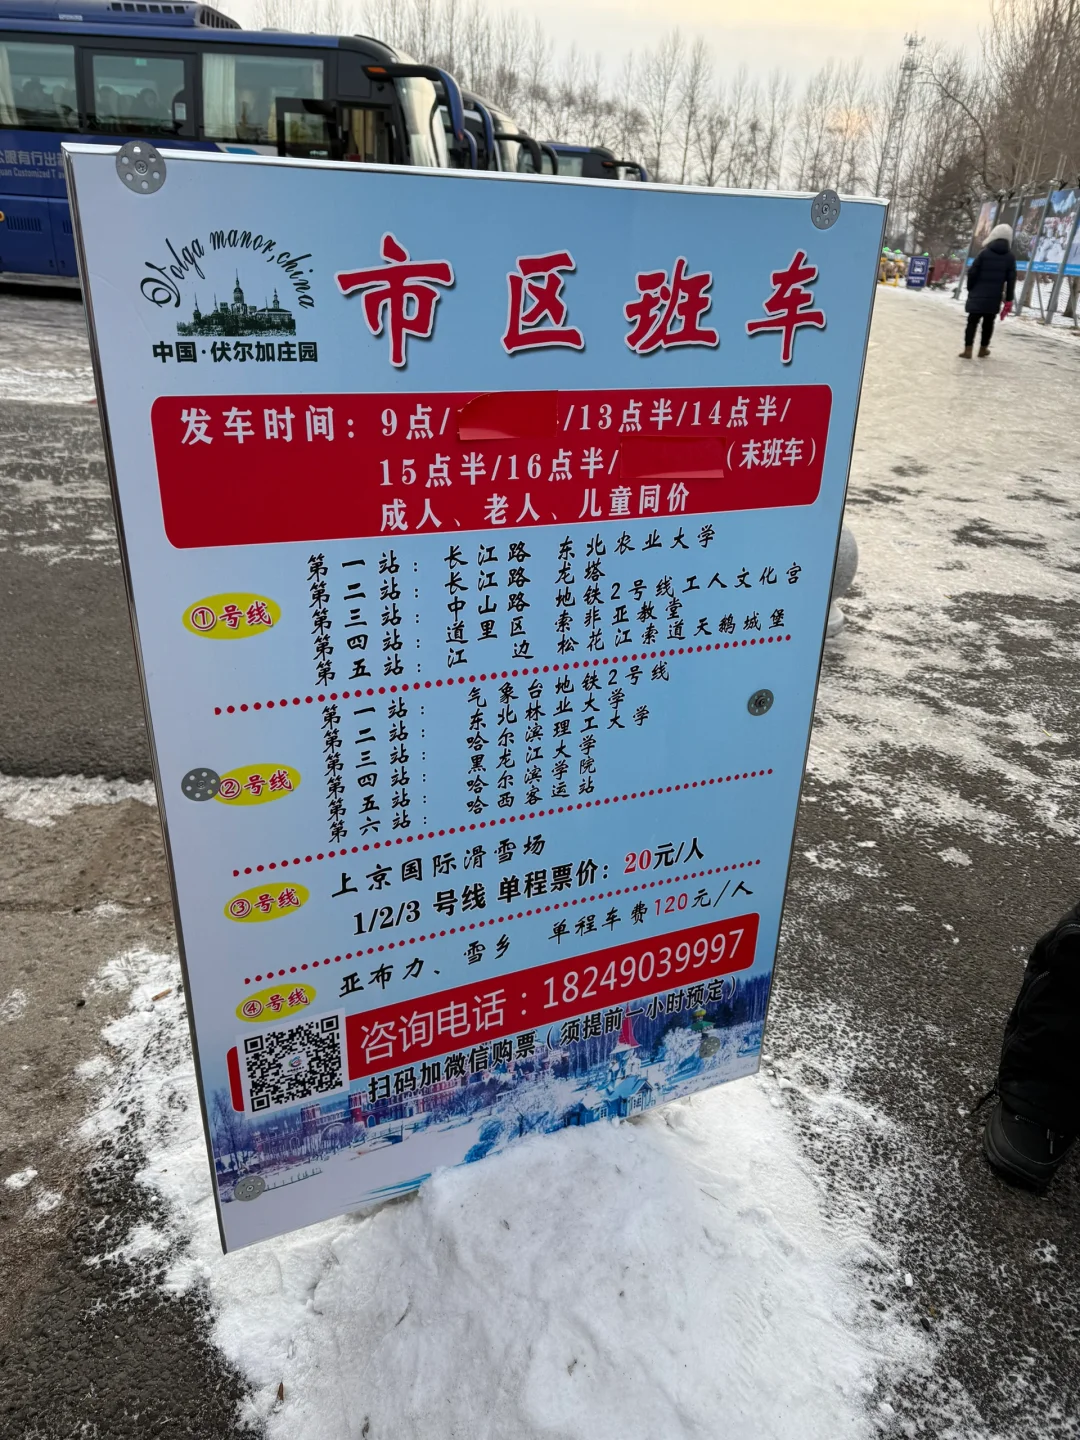 公司有行出
uan Customized T
Volga manor, china
中国·伏尔加庄园
市区班车
发车时间：9点/ /13点半/14点半/
15点半/16点半/ （末班车）
成人、老人、儿童同价
①号线
第一站：长江路 东北农业大学
第二站：长江路 龙塔
第三站：中山路 地铁2号线工人文化宫
第四站：道里区 索菲亚教堂
第五站：江边 松花江索道天鹅城堡
②号线
第一站：气象台地铁2号线
第二站：东北林业大学
第三站：哈尔滨理工大学
第四站：黑龙江大学
第五站：哈尔滨学院
第六站：哈西客运站
③号线 上京国际滑雪场
1/2/3 号线 单程票价：20元/人
④号线 亚布力、雪乡 单程车费120元/人
咨询电话：18249039997
扫码加微信购票（须提前一小时预定）